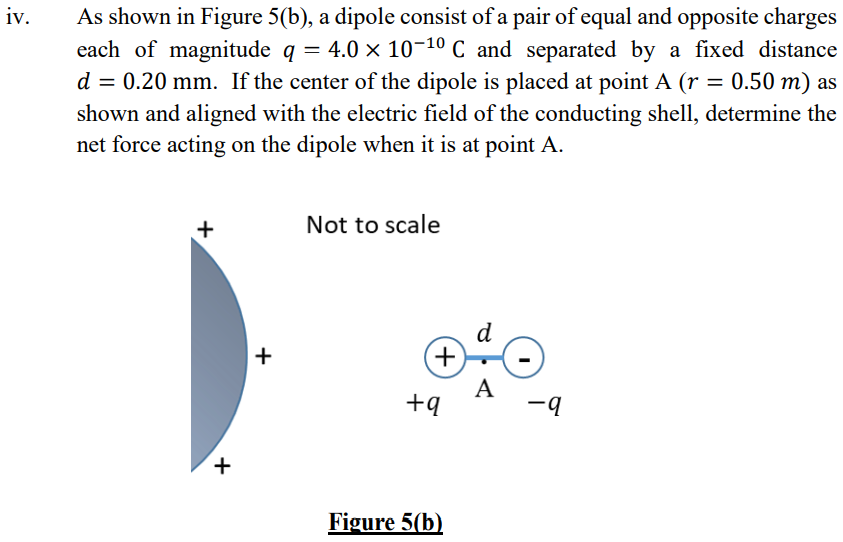 iv. As shown in Figure 5(b), a dipole consist of a pair of equal and opposite charges
each of magnitude q = 4.0 × 10⁻¹⁰ C and separated by a fixed distance
d = 0.20 mm. If the center of the dipole is placed at point A (r = 0.50 m) as
shown and aligned with the electric field of the conducting shell, determine the
net force acting on the dipole when it is at point A.
+ Not to scale
d
+ + -
A
+q −q
+
Figure 5(b)